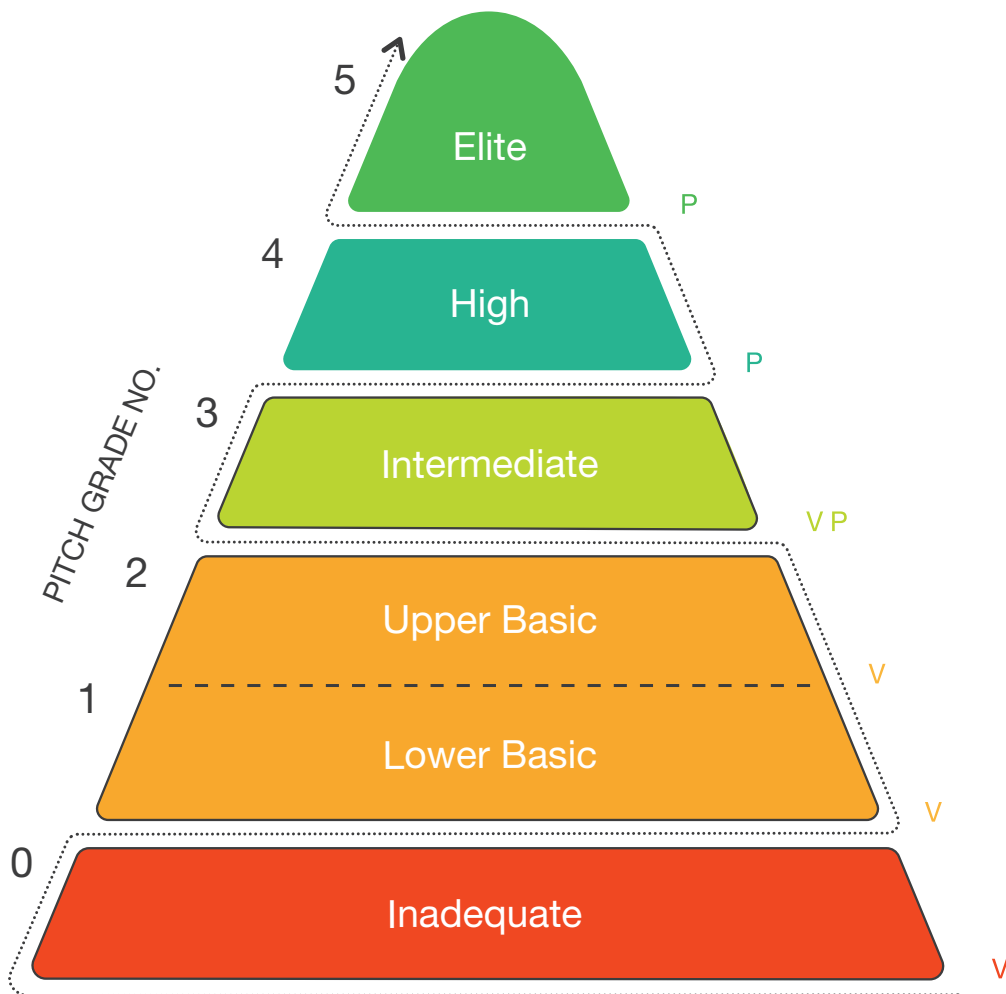 5
Elite
P
4
High
P
3
Intermediate
V P
PITCH GRADE NO.
2
Upper Basic
V
1
Lower Basic
V
0
Inadequate
V